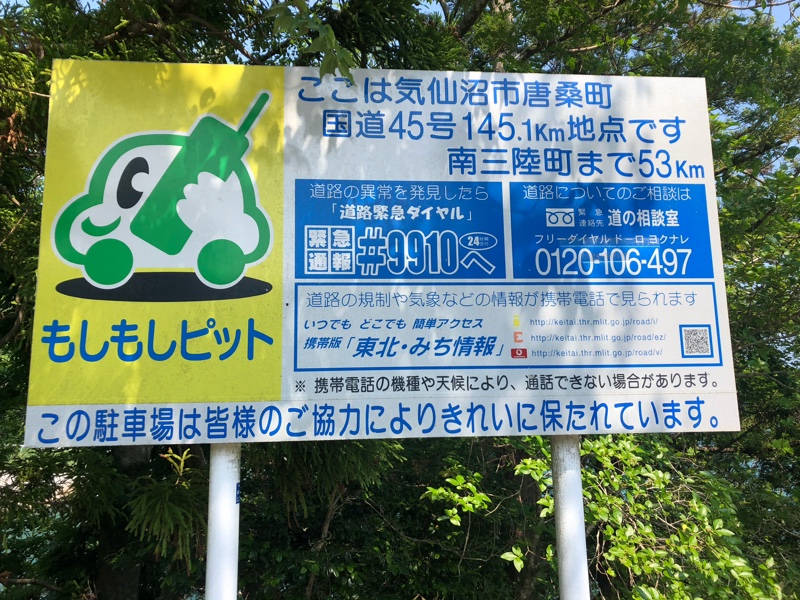 ここは気仙沼市唐桑町
国道45号145.1Km地点です
南三陸町まで53Km
道路の異常を発見したら
「道路緊急ダイヤル」
緊急通報 #9910へ
24時間
道路についてのご相談は
緊急連絡先 道の相談室
フリーダイヤル ドーロ ヨクナレ
0120-106-497
道路の規制や気象などの情報が携帯電話で見られます
いつでも どこでも 簡単アクセス
携帯版「東北・みち情報」
http://keitai.thr.mlit.go.jp/road/i/
http://keitai.thr.mlit.go.jp/road/ez/
http://keitai.thr.mlit.go.jp/road/v/
※ 携帯電話の機種や天候により、通話できない場合があります。
もしもしピット
この駐車場は皆様のご協力によりきれいに保たれています。